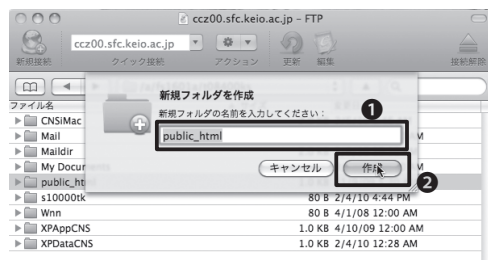 ccz00.sfc.keio.ac.jp – FTP
ccz00.sfc.keio.ac.jp
新規接続 クイック接続 アクション 更新 編集 接続解除
新規フォルダを作成
新規フォルダの名前を入力してください：
❶
public_html
キャンセル 作成
❷
ファイル名
CNSiMac
Mail M
Maildir
My Docum M
public_ht
s10000tk 80 B 2/4/10 4:44 PM
Wnn 80 B 4/1/08 12:00 AM
XPAppCNS 1.0 KB 4/10/09 12:00 AM
XPDataCNS 1.0 KB 2/4/10 12:28 AM